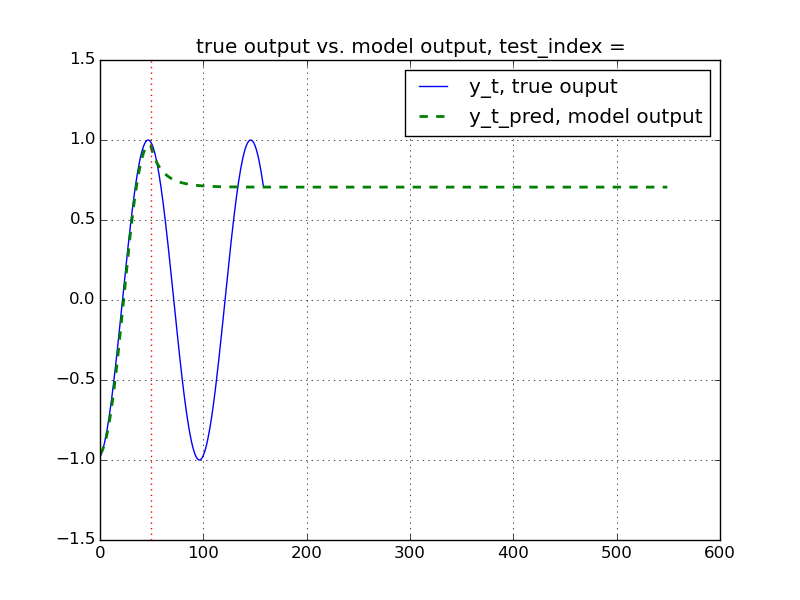 true output vs. model output, test_index =
1.5
y_t, true ouput
y_t_pred, model output
1.0
0.5
0.0
−0.5
−1.0
−1.5
0 100 200 300 400 500 600